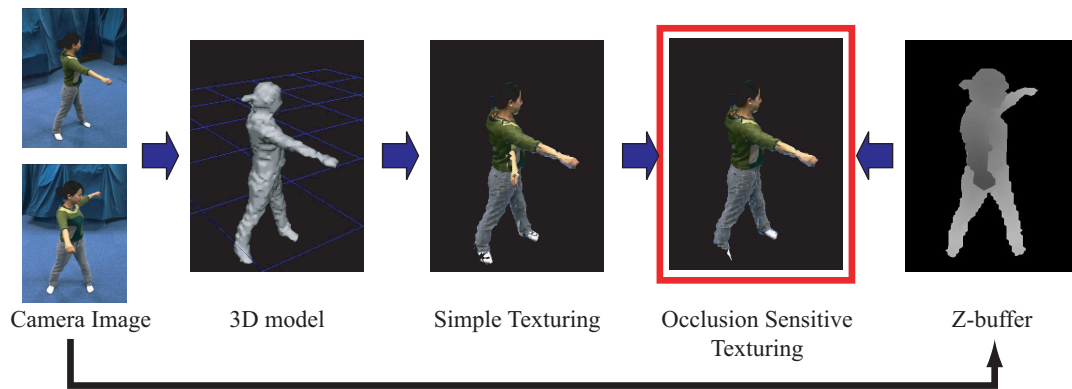 Camera Image
3D model
Simple Texturing
Occlusion Sensitive
Texturing
Z-buffer